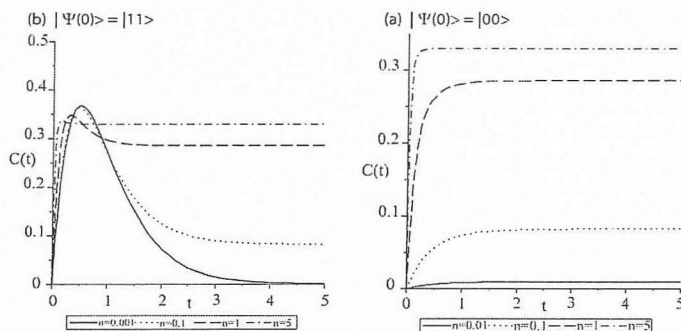 (b) | Ψ(0)> = |11>
0.5
0.4
0.3
C(t)
0.2
0.1
0
0 1 2 t 3 4 5
n=0.001 n=0.1 n=1 n=5
(a) | Ψ(0)> = |00>
0.3
0.2
C(t)
0.1
0
0 1 2 t 3 4 5
n=0.01 n=0.1 n=1 n=5